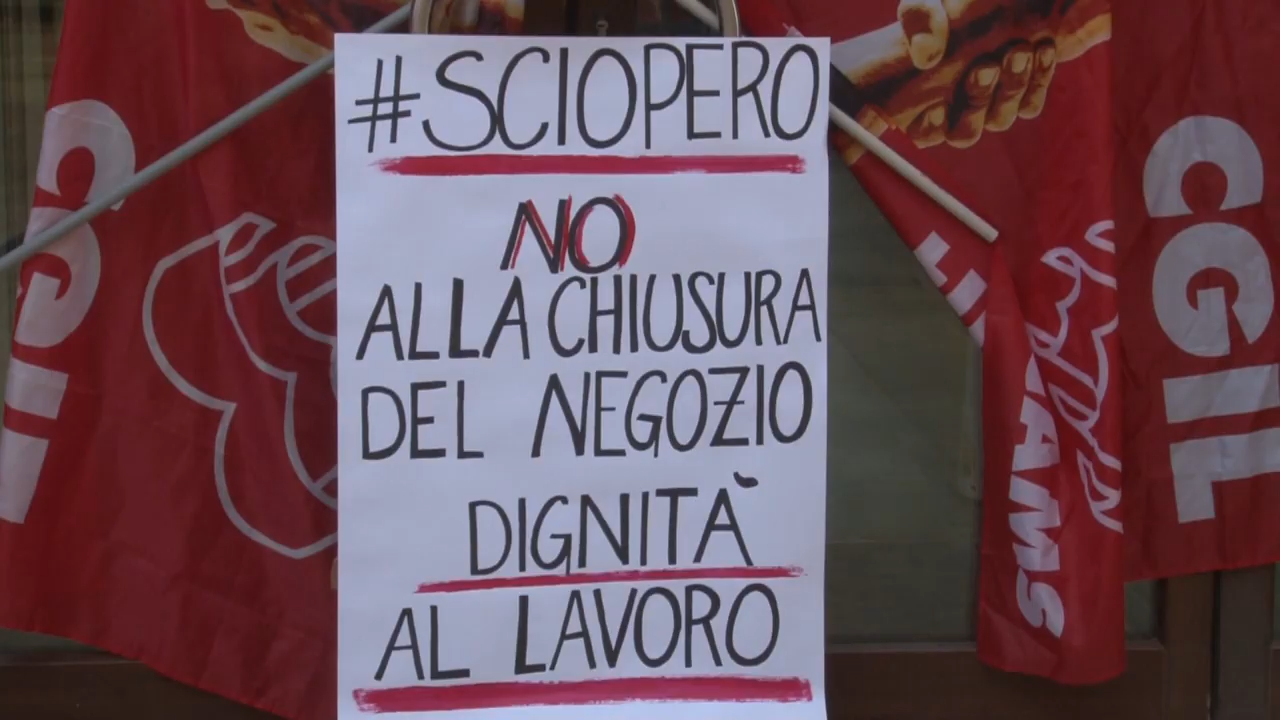 #SCIOPERO
NO
ALLA CHIUSURA
DEL NEGOZIO
DIGNITÀ
AL LAVORO
CGIL
CGIL